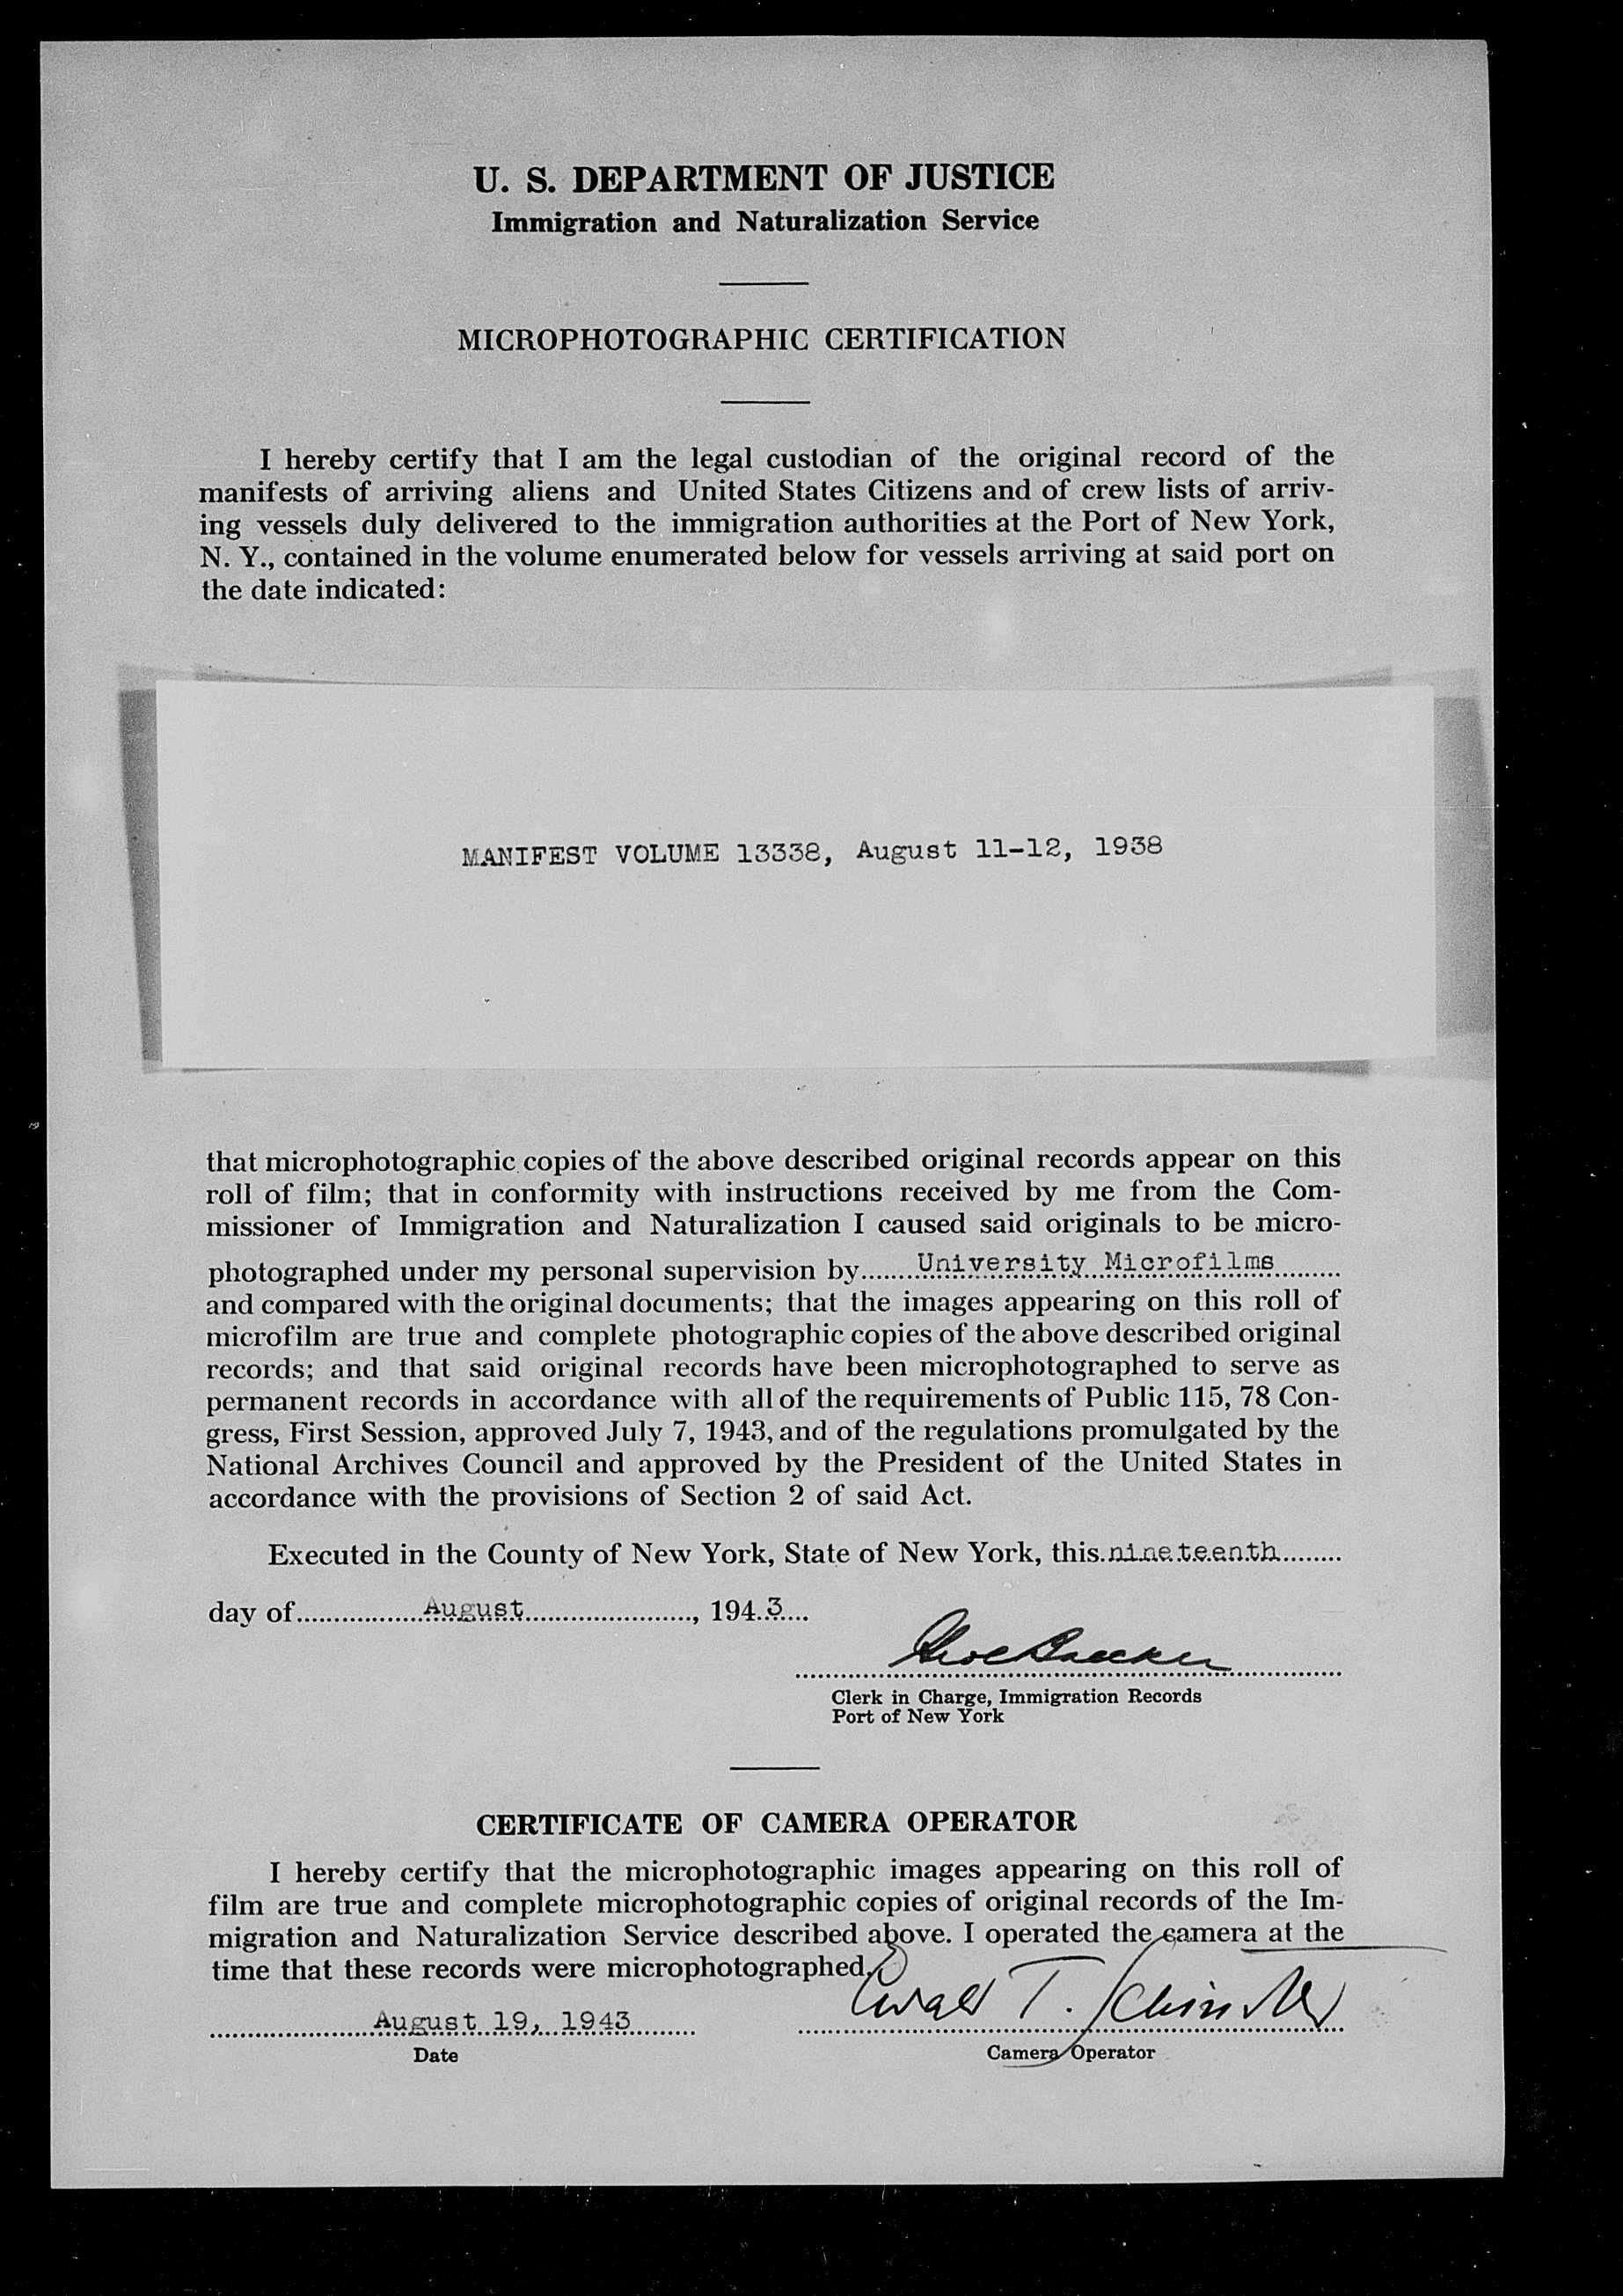 U. S. DEPARTMENT OF JUSTICE
Immigration and Naturalization Service
MICROPHOTOGRAPHIC CERTIFICATION
I hereby certify that I am the legal custodian of the original record of the
manifests of arriving aliens and United States Citizens and of crew lists of arriv-
ing vessels duly delivered to the immigration authorities at the Port of New York,
N. Y., contained in the volume enumerated below for vessels arriving at said port on
the date indicated:
MANIFEST VOLUME 13338, August 11-12, 1938
that microphotographic copies of the above described original records appear on this
roll of film; that in conformity with instructions received by me from the Com-
missioner of Immigration and Naturalization I caused said originals to be micro-
photographed under my personal supervision by University Microfilms
and compared with the original documents; that the images appearing on this roll of
microfilm are true and complete photographic copies of the above described original
records; and that said original records have been microphotographed to serve as
permanent records in accordance with all of the requirements of Public 115, 78 Con-
gress, First Session, approved July 7, 1943, and of the regulations promulgated by the
National Archives Council and approved by the President of the United States in
accordance with the provisions of Section 2 of said Act.
Executed in the County of New York, State of New York, this nineteenth
day of August, 1943
Clerk in Charge, Immigration Records
Port of New York
CERTIFICATE OF CAMERA OPERATOR
I hereby certify that the microphotographic images appearing on this roll of
film are true and complete microphotographic copies of original records of the Im-
migration and Naturalization Service described above. I operated the camera at the
time that these records were microphotographed.
August 19, 1943
Date
Camera Operator